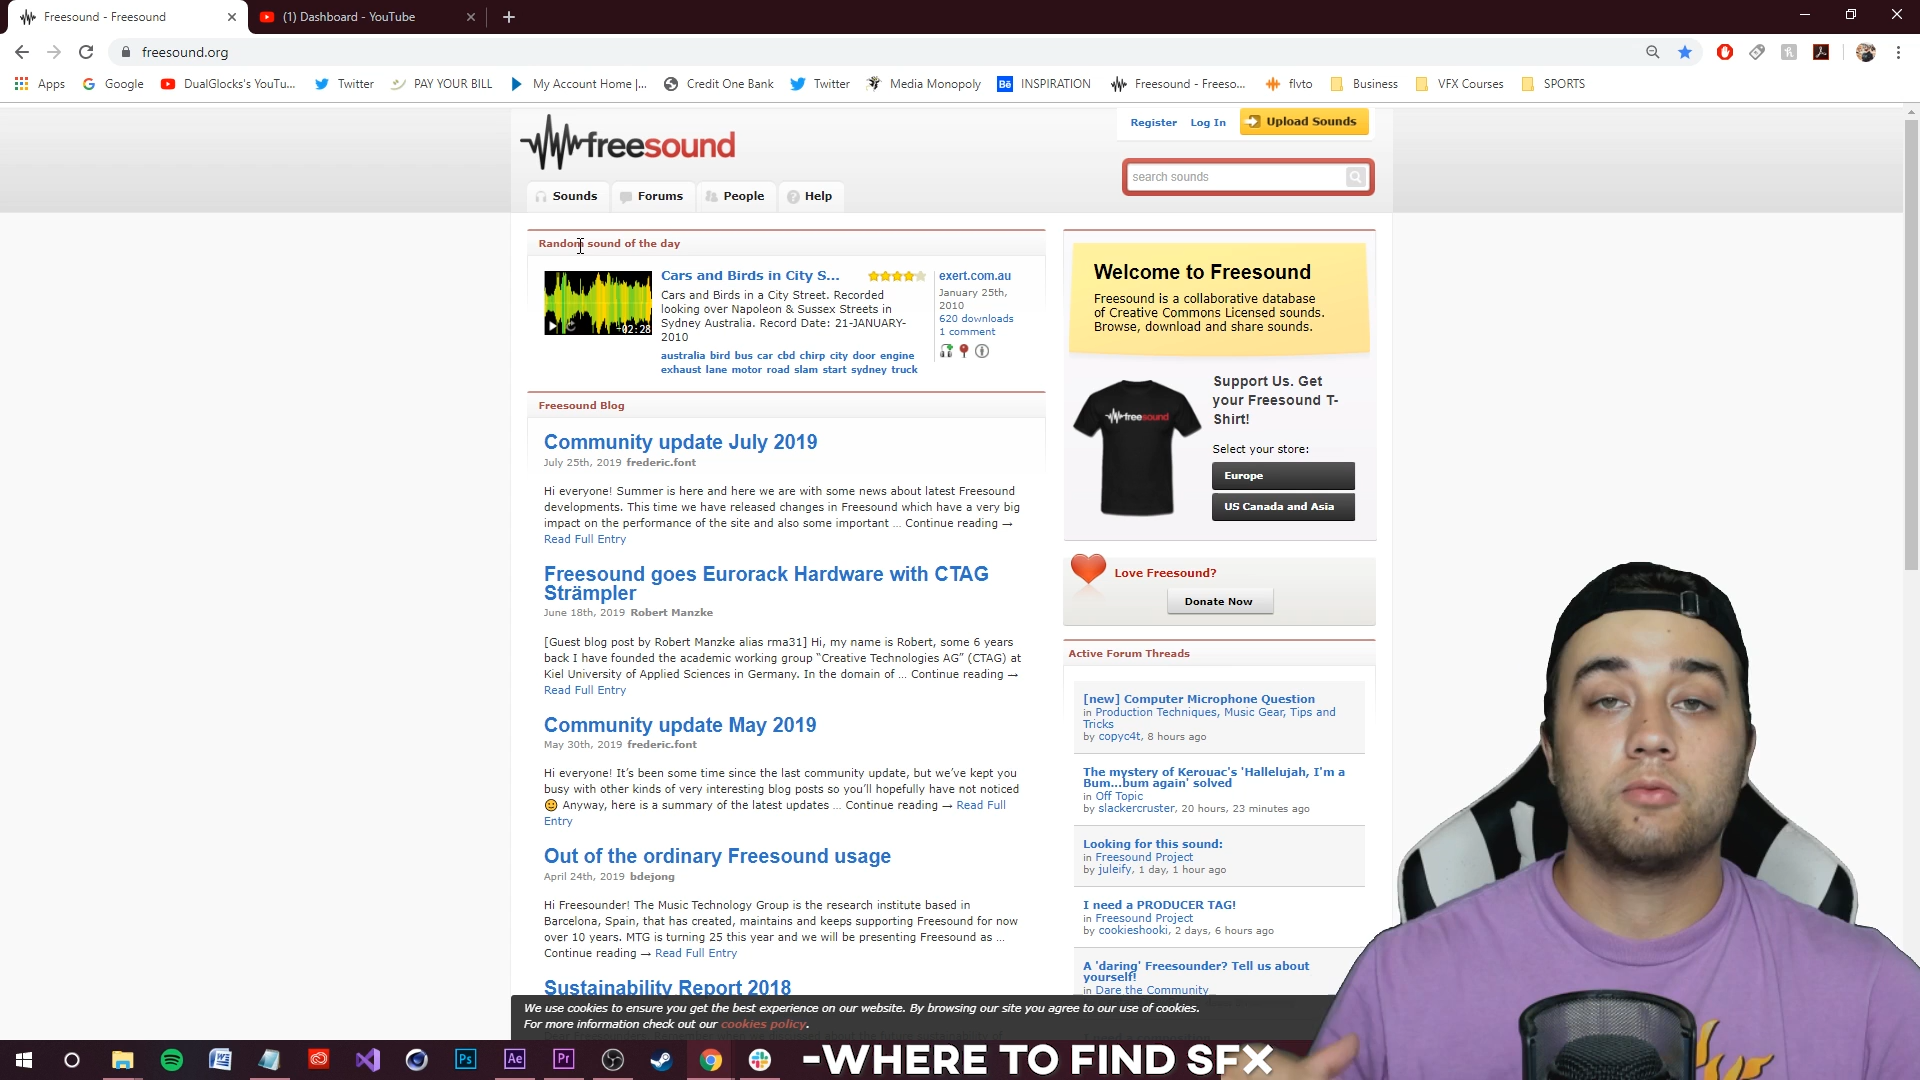 Freesound - Freesound
(1) Dashboard - YouTube
freesound.org
Apps
Google
DualGlocks's YouTu...
Twitter
PAY YOUR BILL
My Account Home |...
Credit One Bank
Twitter
Media Monopoly
Bē INSPIRATION
Freesound - Freeso...
flvto
Business
VFX Courses
SPORTS
freesound
Register
Log In
Upload Sounds
search sounds
Sounds
Forums
People
Help
Random sound of the day
Cars and Birds in City S...
Cars and Birds in a City Street. Recorded
looking over Napoleon & Sussex Streets in
Sydney Australia. Record Date: 21-JANUARY-
2010
australia bird bus car cbd chirp city door engine
exhaust lane motor road slam start sydney truck
-02:28
exert.com.au
January 25th,
2010
620 downloads
1 comment
Freesound Blog
Community update July 2019
July 25th, 2019 frederic.font
Hi everyone! Summer is here and here we are with some news about latest Freesound
developments. This time we have released changes in Freesound which have a very big
impact on the performance of the site and also some important ... Continue reading →
Read Full Entry
Freesound goes Eurorack Hardware with CTAG
Strämpler
June 18th, 2019 Robert Manzke
[Guest blog post by Robert Manzke alias rma31] Hi, my name is Robert, some 6 years
back I have founded the academic working group “Creative Technologies AG” (CTAG) at
Kiel University of Applied Sciences in Germany. In the domain of ... Continue reading →
Read Full Entry
Community update May 2019
May 30th, 2019 frederic.font
Hi everyone! It’s been some time since the last community update, but we’ve kept you
busy with other kinds of very interesting blog posts so you’ll hopefully have not noticed
Anyway, here is a summary of the latest updates ... Continue reading → Read Full
Entry
Out of the ordinary Freesound usage
April 24th, 2019 bdejong
Hi Freesounder! The Music Technology Group is the research institute based in
Barcelona, Spain, that has created, maintains and keeps supporting Freesound for now
over 10 years. MTG is turning 25 this year and we will be presenting Freesound as ...
Continue reading → Read Full Entry
Sustainability Report 2018
Welcome to Freesound
Freesound is a collaborative database
of Creative Commons Licensed sounds.
Browse, download and share sounds.
freesound
Support Us. Get
your Freesound T-
Shirt!
Select your store:
Europe
US Canada and Asia
Love Freesound?
Donate Now
Active Forum Threads
[new] Computer Microphone Question
in Production Techniques, Music Gear, Tips and
Tricks
by copyc4t, 8 hours ago
The mystery of Kerouac's 'Hallelujah, I'm a
Bum...bum again' solved
in Off Topic
by slackercruster, 20 hours, 23 minutes ago
Looking for this sound:
in Freesound Project
by juleify, 1 day, 1 hour ago
I need a PRODUCER TAG!
in Freesound Project
by cookieshooki, 2 days, 6 hours ago
A 'daring' Freesounder? Tell us about
yourself!
in Dare the Community
We use cookies to ensure you get the best experience on our website. By browsing our site you agree to our use of cookies.
For more information check out our cookies policy.
Ps
Ae
Pr
-WHERE TO FIND SFX